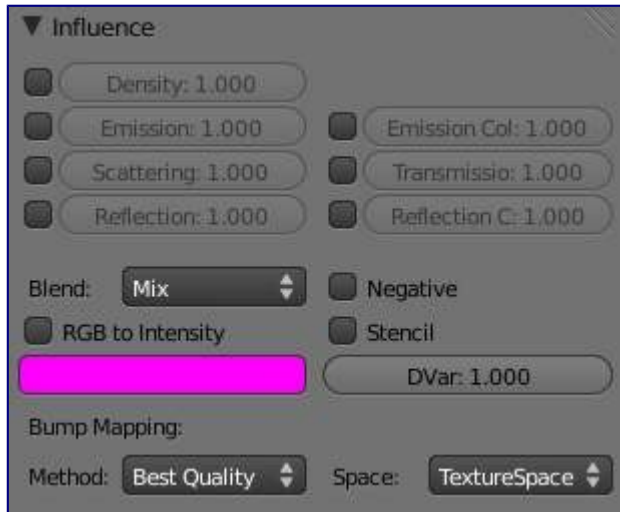 Influence
Density: 1.000
Emission: 1.000 Emission Col: 1.000
Scattering: 1.000 Transmissio: 1.000
Reflection: 1.000 Reflection C: 1.000
Blend: Mix Negative
RGB to Intensity Stencil
DVar: 1.000
Bump Mapping:
Method: Best Quality Space: TextureSpace